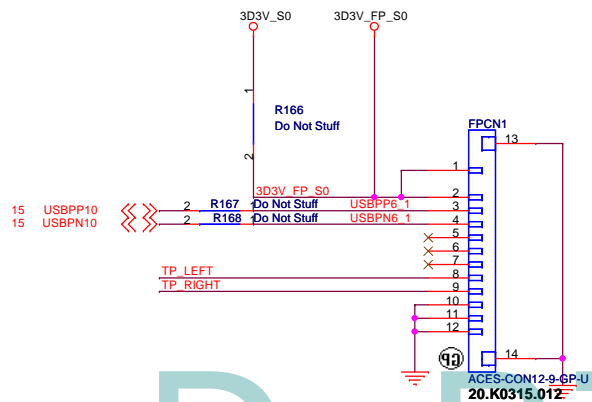 3D3V_S0 3D3V_FP_S0
1
R166
Do Not Stuff
2
FPCN1
13
1
3D3V_FP_S0 2
15 USBPP10 2 R167 1 Do Not Stuff USBPP6_1 3
15 USBPN10 2 R168 1 Do Not Stuff USBPN6_1 4
5
6
7
TP_LEFT 8
TP_RIGHT 9
10
11
12
GP 14
ACES-CON12-9-GP-U
20.K0315.012